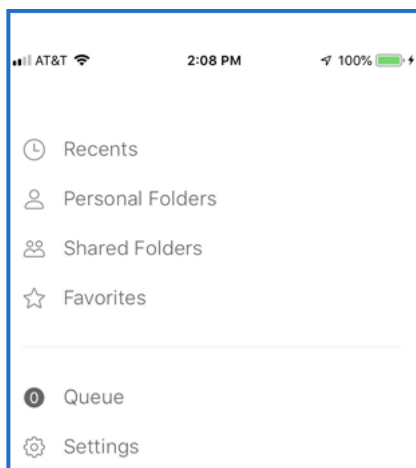 AT&T 2:08 PM 100%
Recents
Personal Folders
Shared Folders
Favorites
0 Queue
Settings